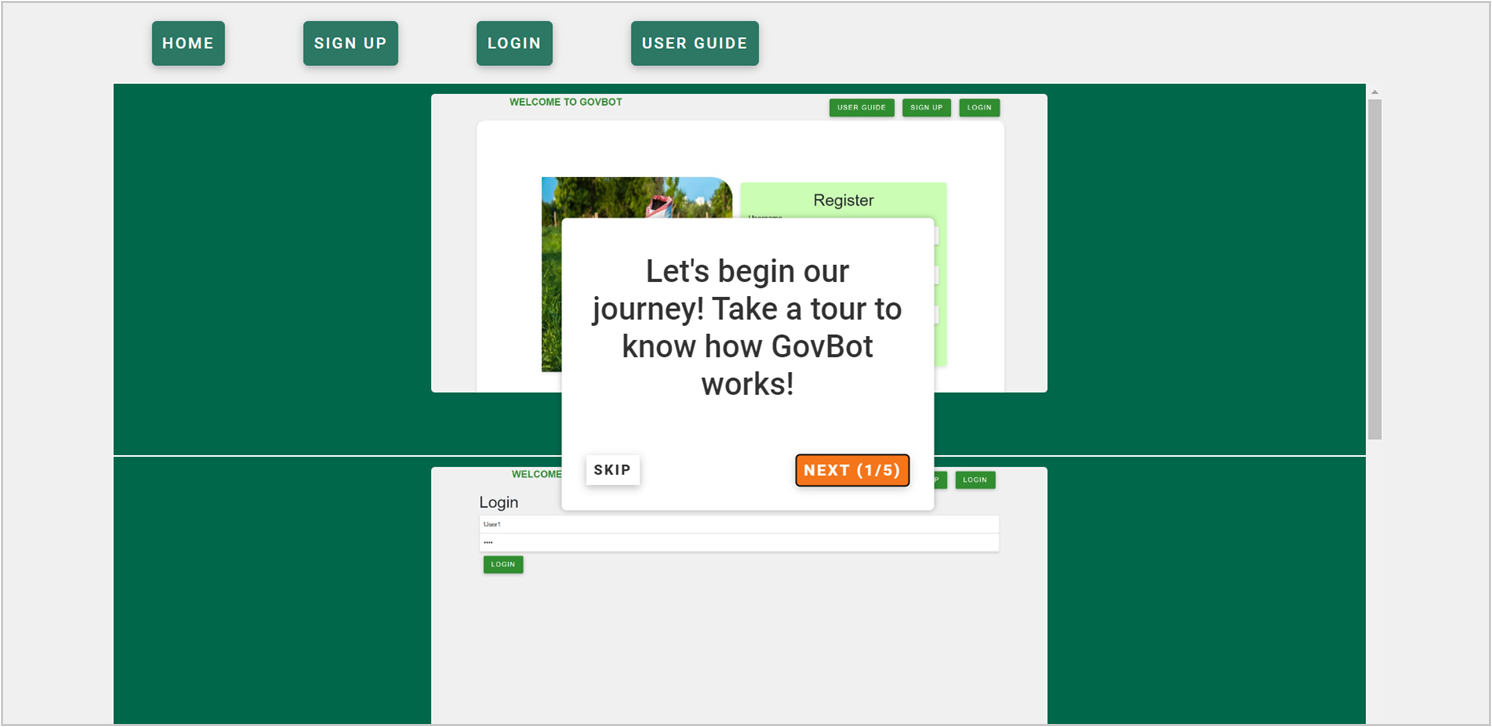 HOME SIGN UP LOGIN USER GUIDE
WELCOME TO GOVBOT USER GUIDE SIGN UP LOGIN
Register
Username
Let's begin our
journey! Take a tour to
know how GovBot
works!
SKIP NEXT (1/5)
WELCOME P LOGIN
Login
User1
••••
LOGIN